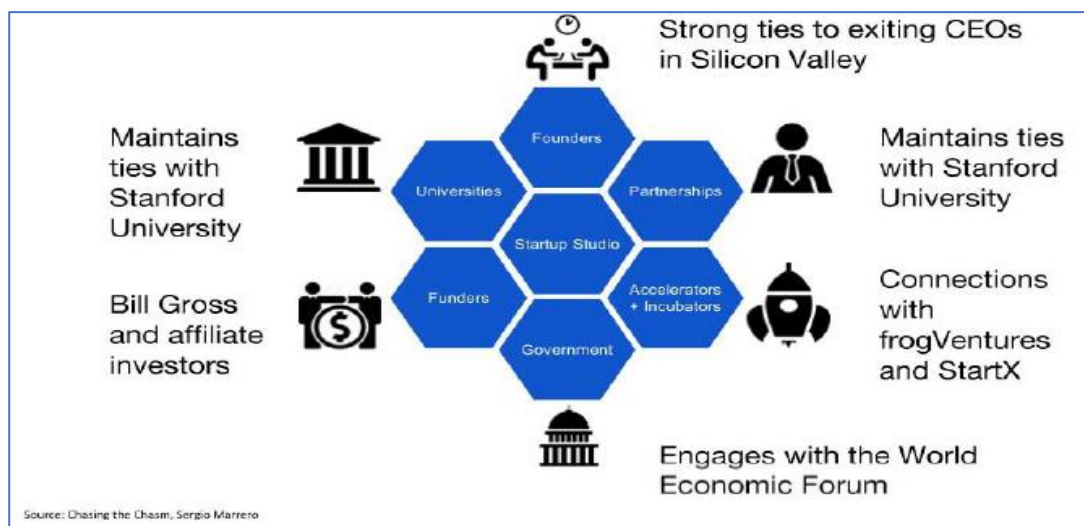 Strong ties to exiting CEOs
in Silicon Valley
Maintains
ties with
Stanford
University
Founders
Universities
Partnerships
Maintains ties
with Stanford
University
Startup Studio
Bill Gross
and affiliate
investors
$
Funders
Accelerators
+ Incubators
Connections
with
frogVentures
and StartX
Government
Engages with the World
Economic Forum
Source: Chasing the Chasm, Sergio Marrero